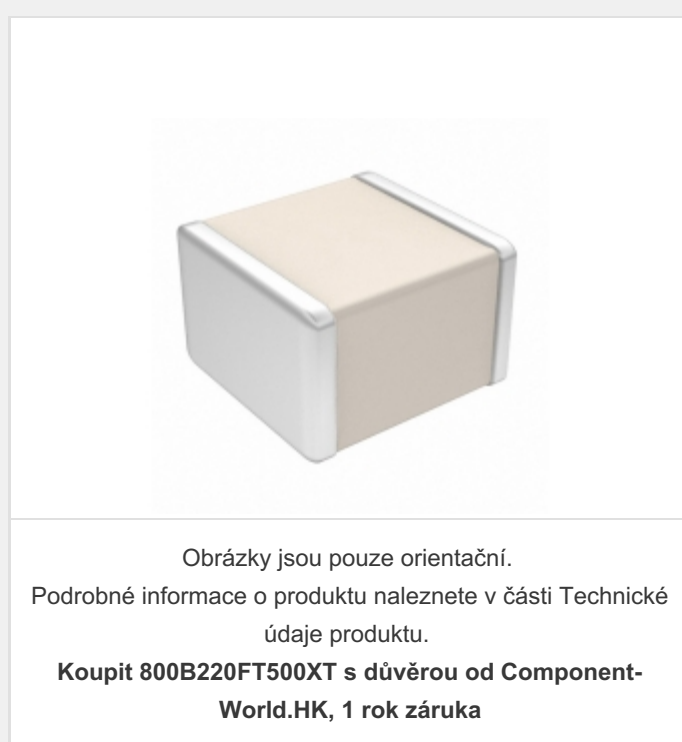 Obrázky jsou pouze orientační.
Podrobné informace o produktu naleznete v části Technické
údaje produktu.
Koupit 800B220FT500XT s důvěrou od Component-
World.HK, 1 rok záruka